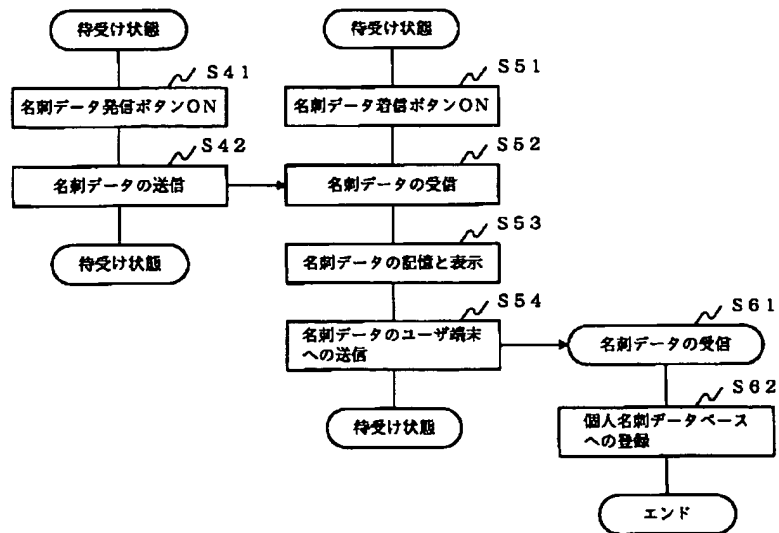 待受け状態
S41
名刺データ発信ボタンON
S42
名刺データの送信
待受け状態
待受け状態
S51
名刺データ着信ボタンON
S52
名刺データの受信
S53
名刺データの記憶と表示
S54
名刺データのユーザ端末
への送信
待受け状態
S61
名刺データの受信
S62
個人名刺データベース
への登録
エンド